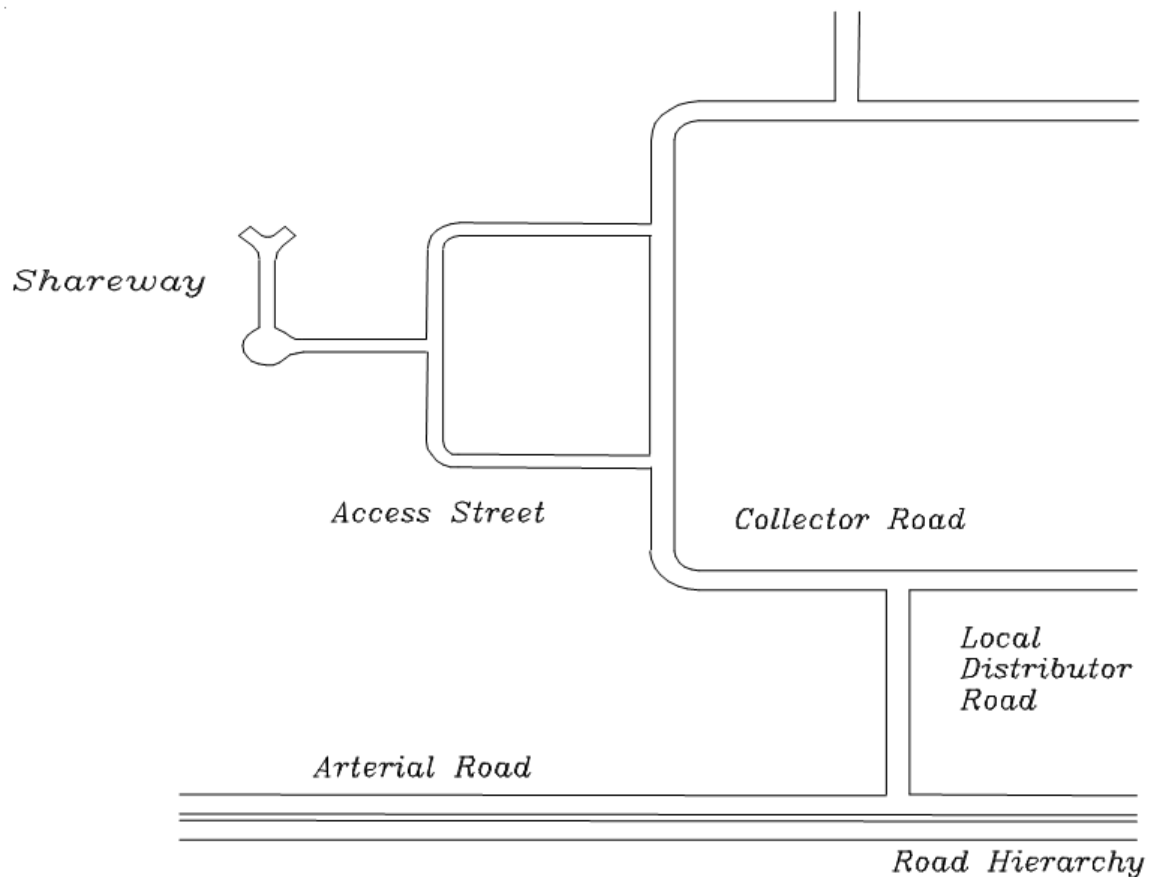 Shareway
Access Street
Collector Road
Local
Distributor
Road
Arterial Road
Road Hierarchy